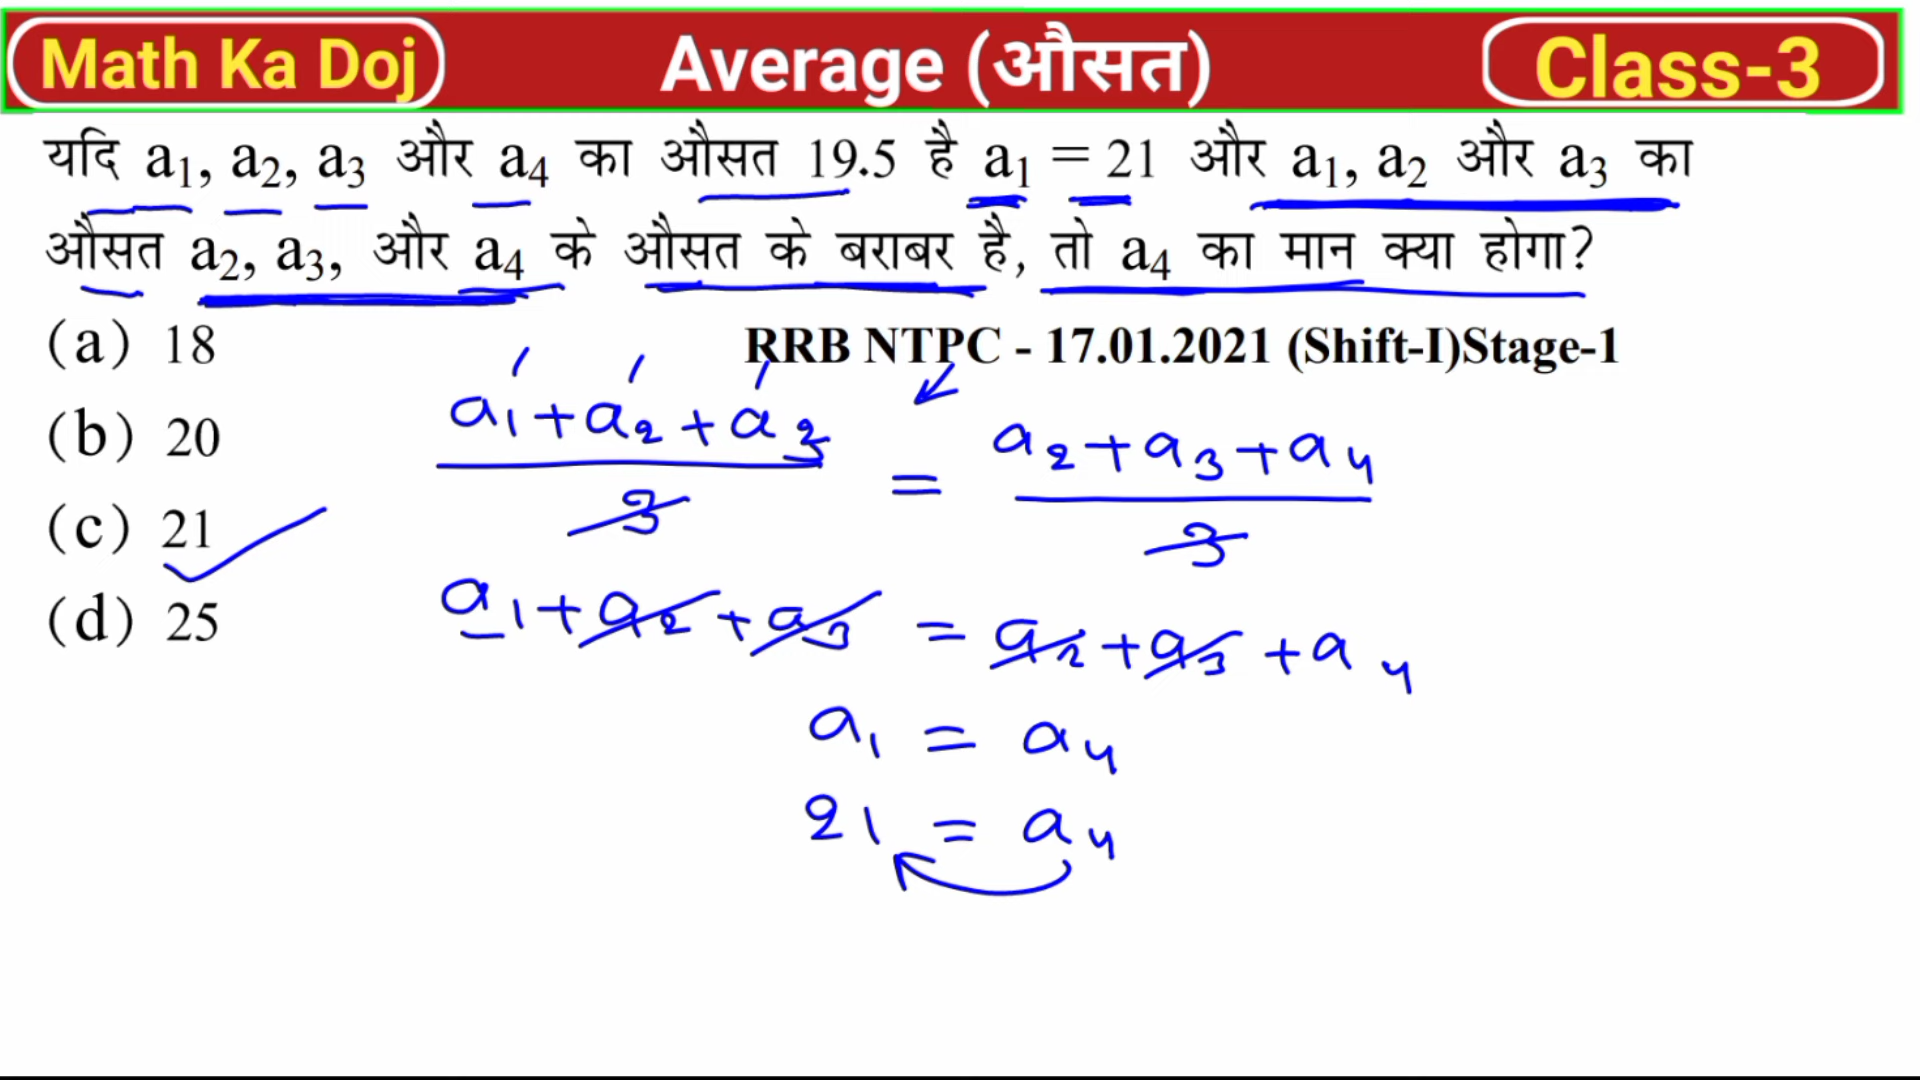 Math Ka Doj Average (औसत) Class-3
यदि a₁, a₂, a₃ और a₄ का औसत 19.5 है a₁ = 21 और a₁, a₂ और a₃ का
औसत a₂, a₃, और a₄ के औसत के बराबर है, तो a₄ का मान क्या होगा?
(a) 18 RRB NTPC - 17.01.2021 (Shift-I)Stage-1
(b) 20
(c) 21
(d) 25
a₁+a₂+a₃ / 3 = a₂+a₃+a₄ / 3
a₁+a₂+a₃ = a₂+a₃+a₄
a₁ = a₄
21 = a₄